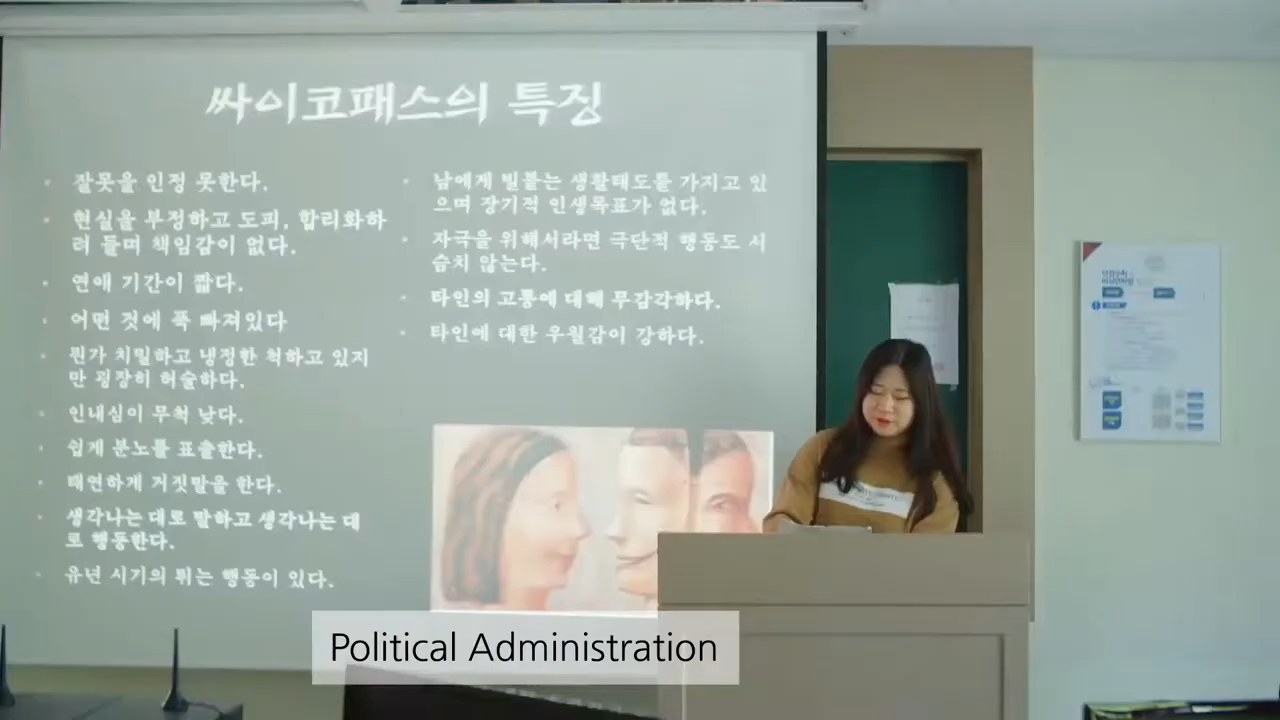 싸이코패스의 특징
잘못을 인정 못한다.
현실을 부정하고 도피, 합리화하
려 들며 책임감이 없다.
연애 기간이 짧다.
어떤 것에 푹 빠져있다
뭔가 치밀하고 냉정한 척하고 있지
만 굉장히 허술하다.
인내심이 무척 낮다.
쉽게 분노를 표출한다.
태연하게 거짓말을 한다.
생각나는 대로 말하고 생각나는 대
로 행동한다.
유년 시기의 튀는 행동이 있다.
남에게 빌붙는 생활태도를 가지고 있
으며 장기적 인생목표가 없다.
자극을 위해서라면 극단적 행동도 서
슴치 않는다.
타인의 고통에 대해 무감각하다.
타인에 대한 우월감이 강하다.
Political Administration